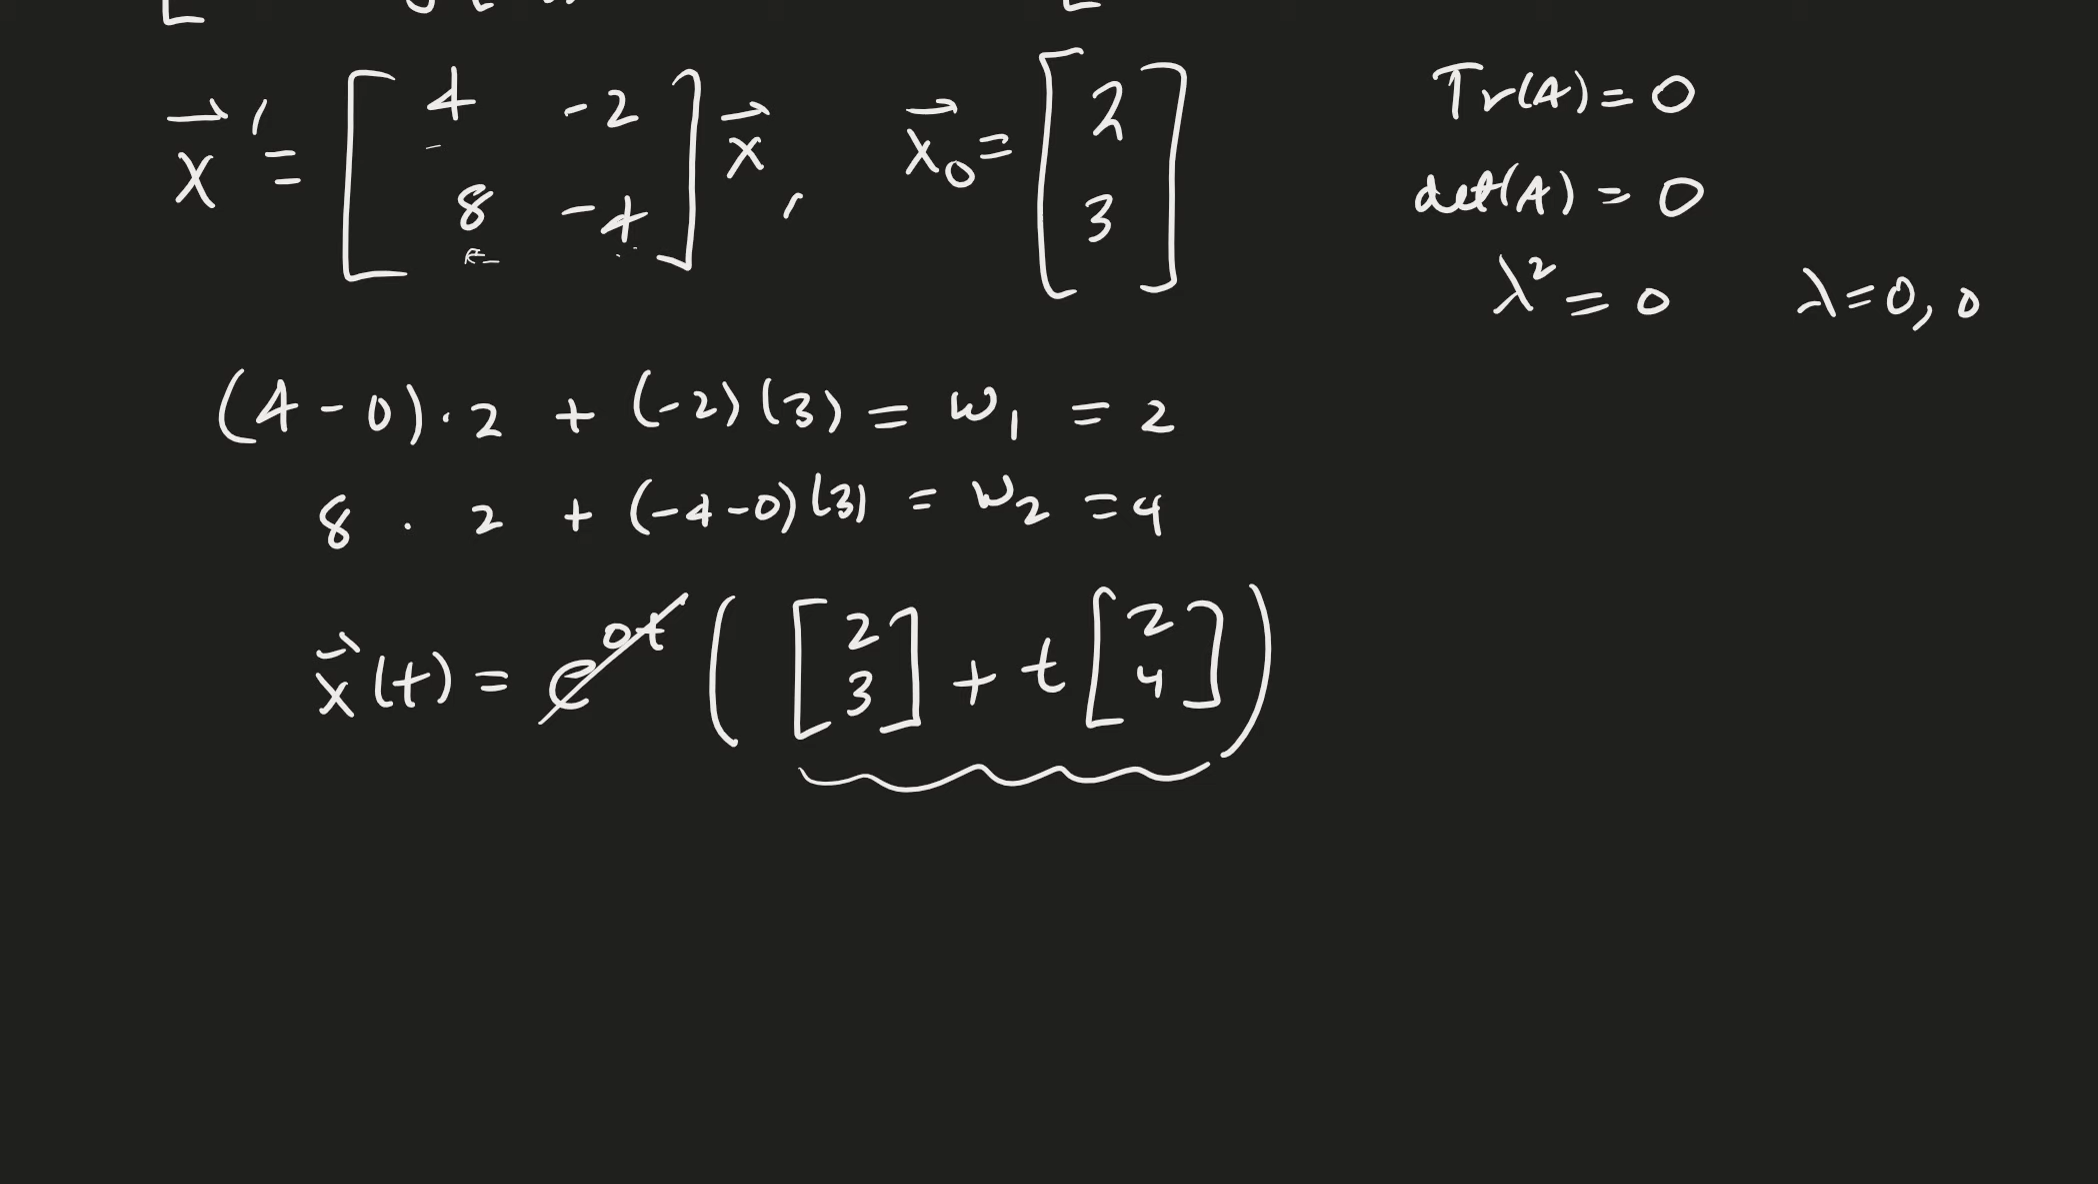 x⃗' = [4 -2; 8 -4] x⃗, x⃗₀ = [2; 3]
Tr(A) = 0
det(A) = 0
λ² = 0 λ = 0, 0
(4 - 0) · 2 + (-2)(3) = w₁ = 2
8 · 2 + (-4 - 0)(3) = w₂ = 4
x⃗(t) = e^{0t} ([2; 3] + t [2; 4])